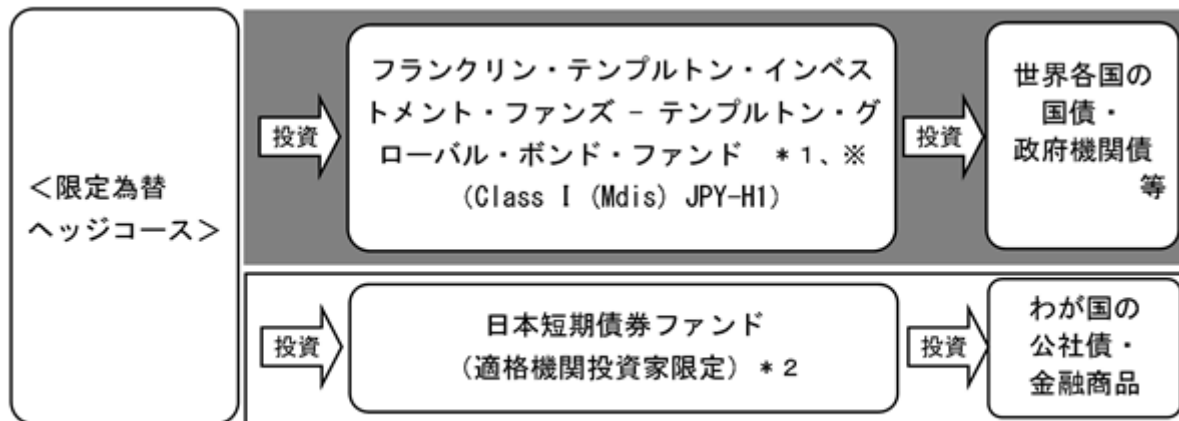 <限定為替
ヘッジコース>
投資
フランクリン・テンプルトン・インベス
トメント・ファンズ － テンプルトン・グ
ローバル・ボンド・ファンド ＊１、※
(Class I (Mdis) JPY-H1)
投資
世界各国の
国債・
政府機関債
等
投資
日本短期債券ファンド
（適格機関投資家限定）＊２
投資
わが国の
公社債・
金融商品